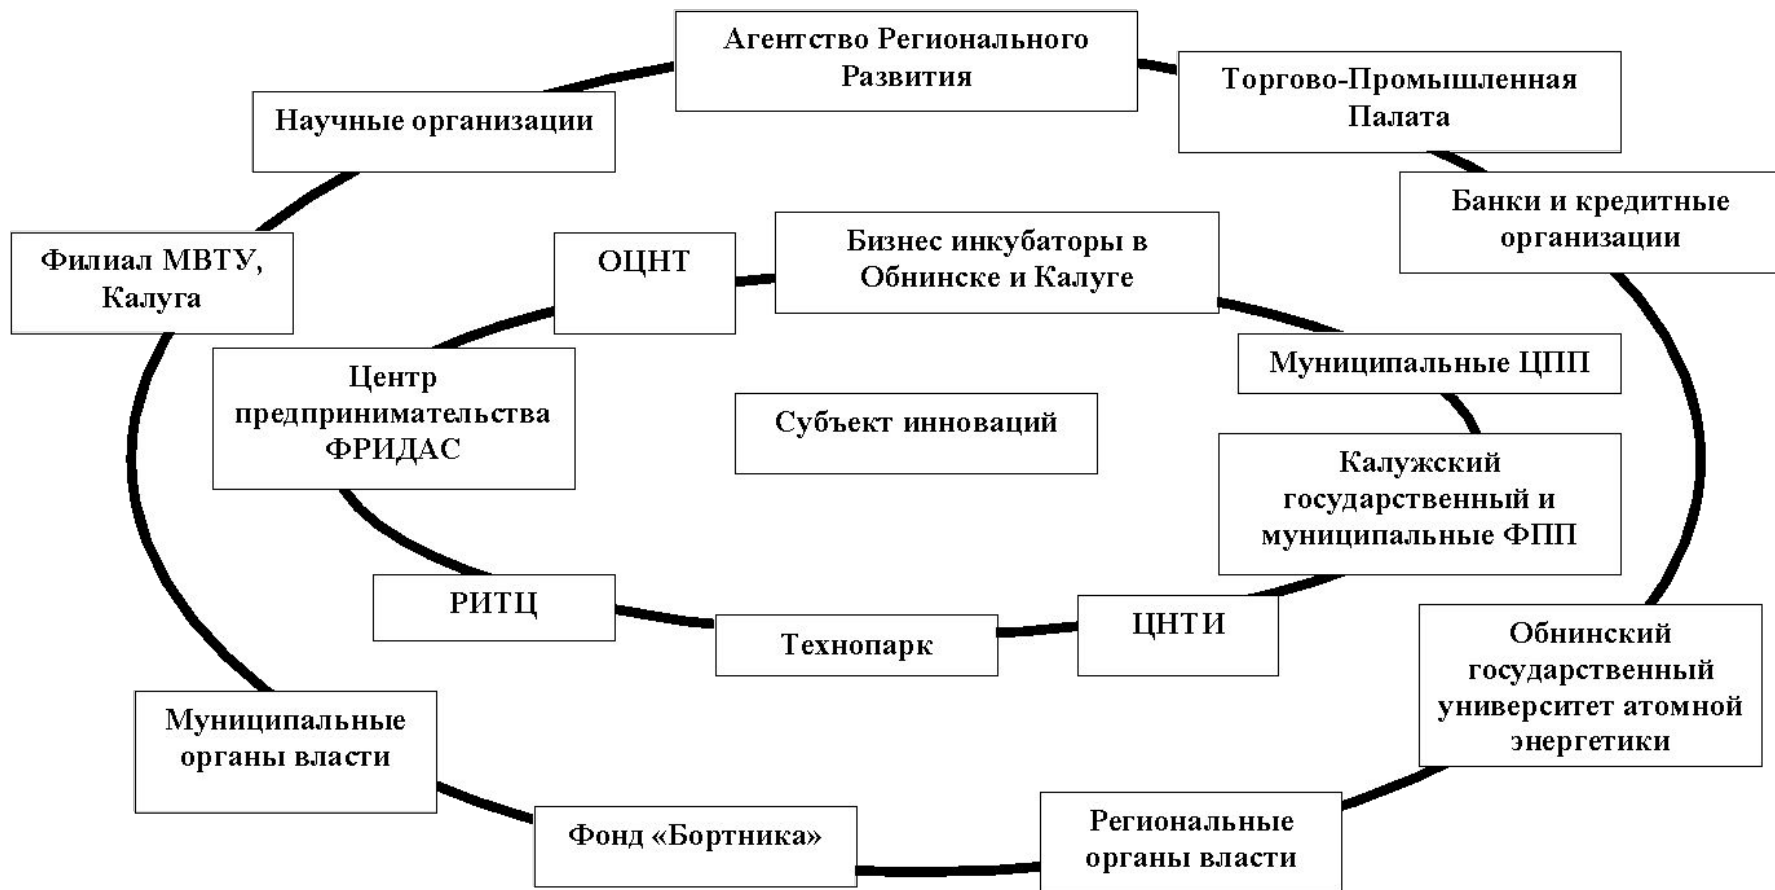 Агентство Регионального
Развития
Торгово-Промышленная
Палата
Научные организации
Банки и кредитные
организации
Филиал МВТУ,
Калуга
ОЦНТ
Бизнес инкубаторы в
Обнинске и Калуге
Муниципальные ЦПП
Центр
предпринимательства
ФРИДАС
Субъект инноваций
Калужский
государственный и
муниципальные ФПП
РИТЦ
Технопарк
ЦНТИ
Обнинский
государственный
университет атомной
энергетики
Муниципальные
органы власти
Фонд «Бортника»
Региональные
органы власти